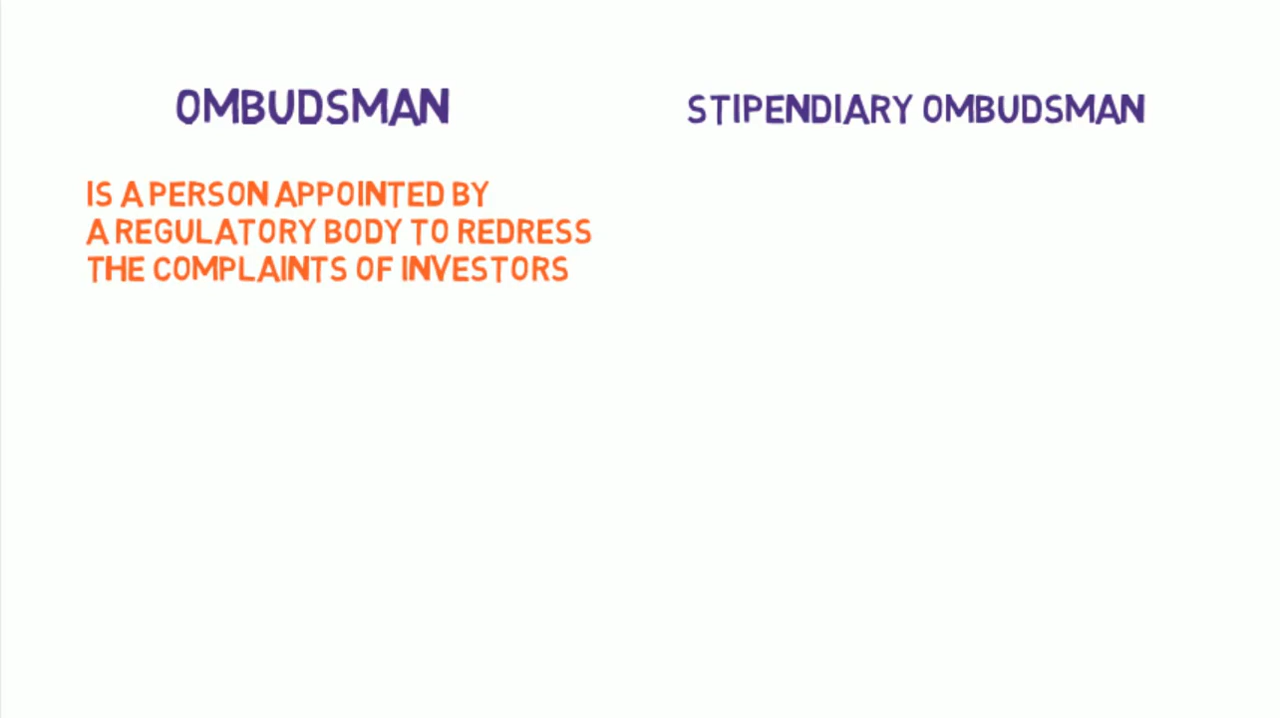 OMBUDSMAN
STIPENDIARY OMBUDSMAN
IS A PERSON APPOINTED BY
A REGULATORY BODY TO REDRESS
THE COMPLAINTS OF INVESTORS